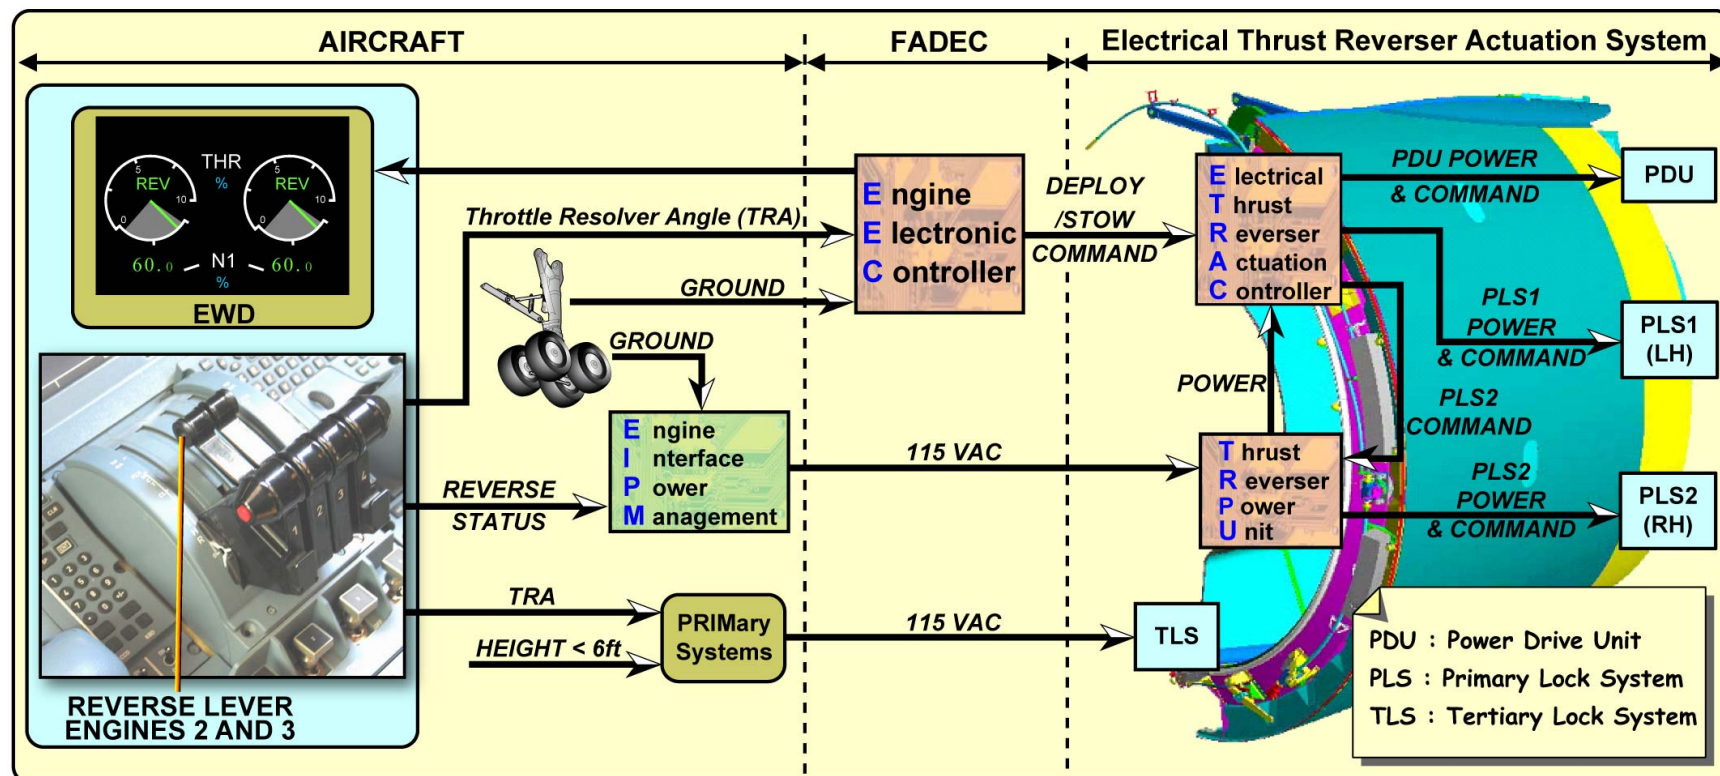 AIRCRAFT
FADEC
Electrical Thrust Reverser Actuation System
THR
%
5
REV
10
0
5
REV
10
0
60.0
N1
%
60.0
EWD
Throttle Resolver Angle (TRA)
GROUND
GROUND
Engine
Electronic
Controller
DEPLOY
/STOW
COMMAND
Electrical
Thrust
Reverser
Actuation
Controller
PDU POWER
& COMMAND
PDU
PLS1
POWER
& COMMAND
PLS1
(LH)
POWER
PLS2
COMMAND
REVERSE
STATUS
Engine
Interface
Power
Management
115 VAC
Thrust
Reverser
Power
Unit
PLS2
POWER
& COMMAND
PLS2
(RH)
1
2
3
4
TRA
HEIGHT < 6ft
PRIMary
Systems
115 VAC
TLS
REVERSE LEVER
ENGINES 2 AND 3
PDU : Power Drive Unit
PLS : Primary Lock System
TLS : Tertiary Lock System